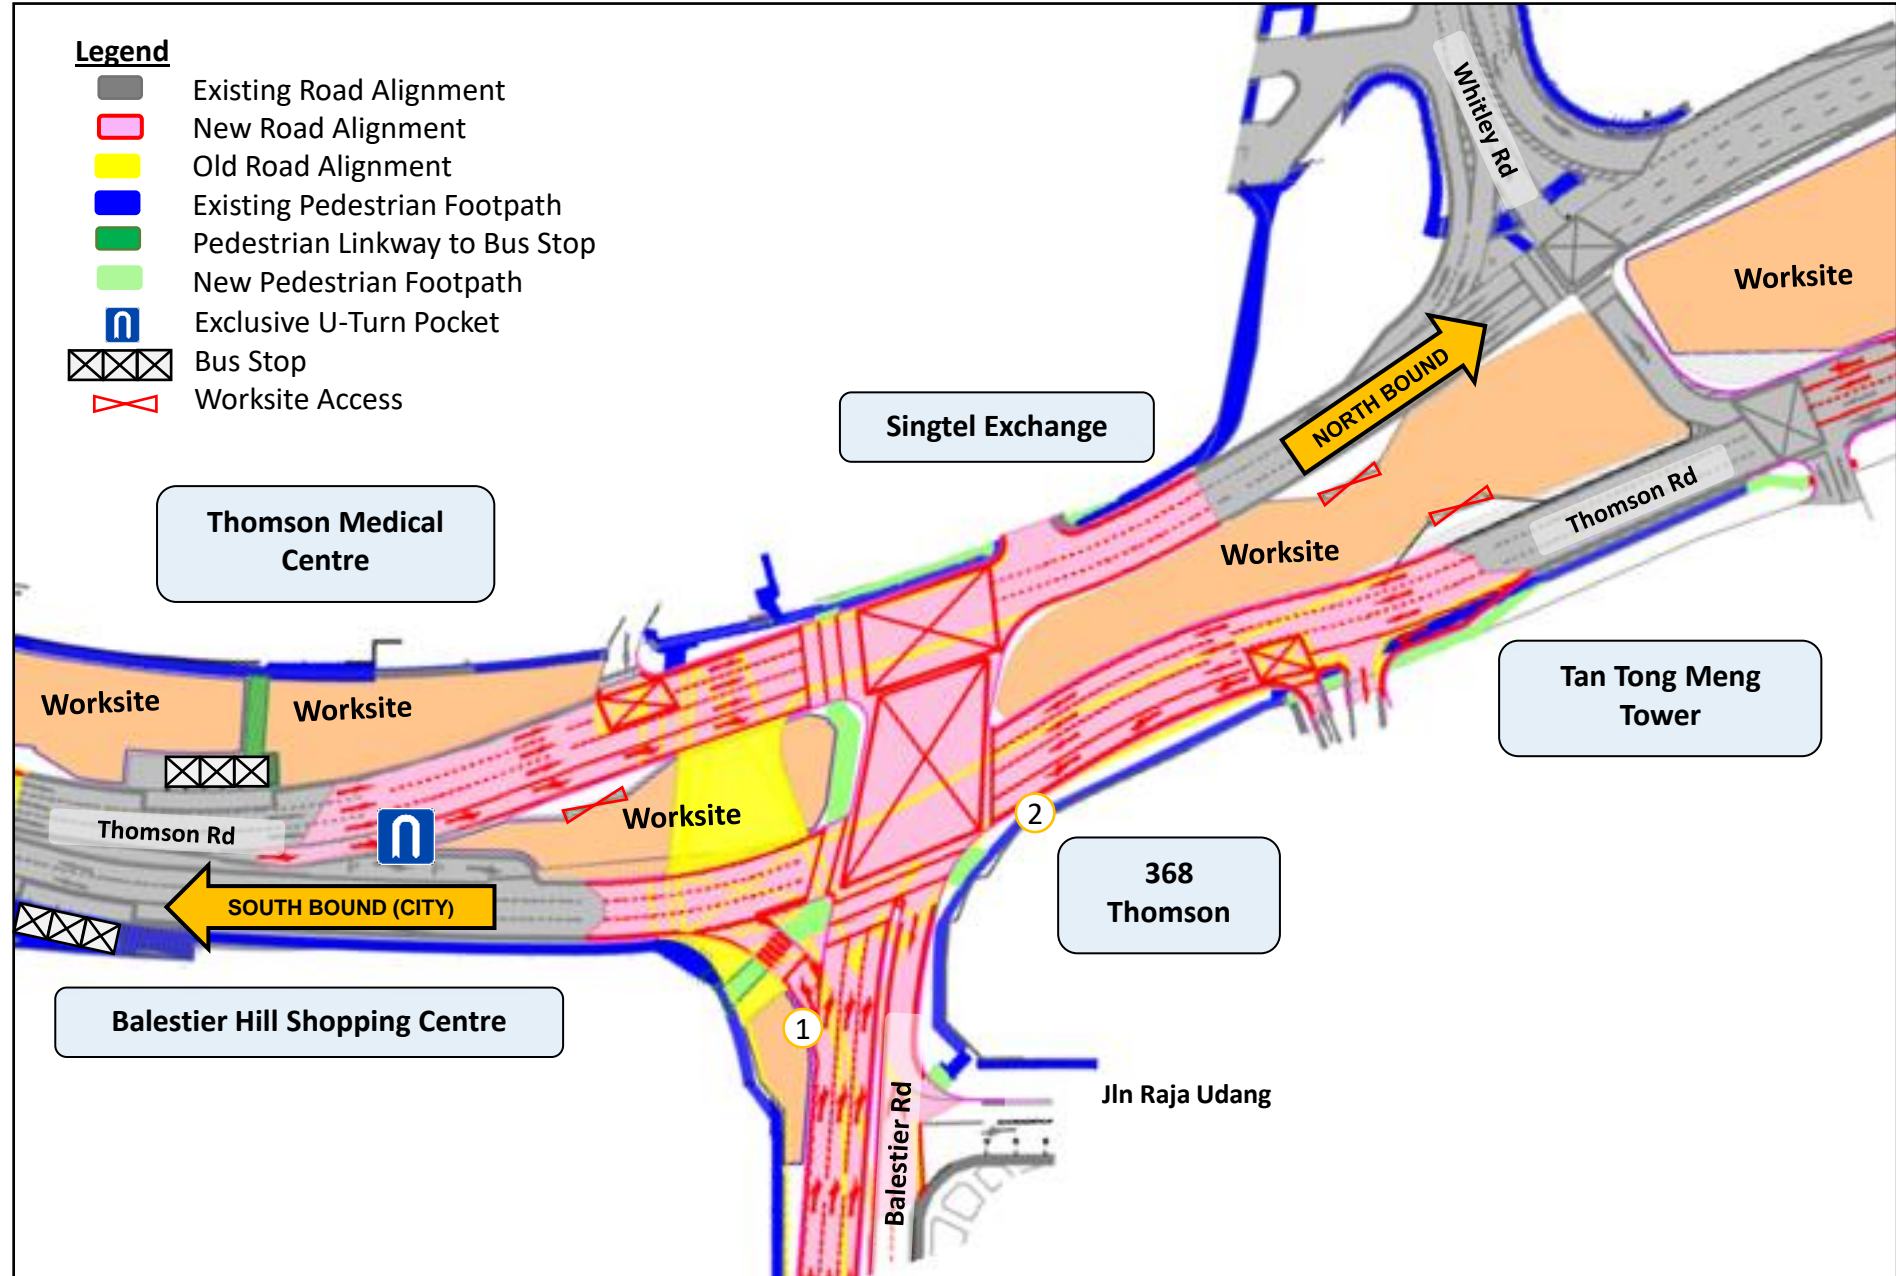 Legend
Existing Road Alignment
New Road Alignment
Old Road Alignment
Existing Pedestrian Footpath
Pedestrian Linkway to Bus Stop
New Pedestrian Footpath
Exclusive U-Turn Pocket
Bus Stop
Worksite Access
Whitley Rd
Worksite
NORTH BOUND
Singtel Exchange
Thomson Rd
Thomson Medical
Centre
Worksite
Worksite
Worksite
Tan Tong Meng
Tower
Thomson Rd
Worksite
2
368
Thomson
SOUTH BOUND (CITY)
Balestier Hill Shopping Centre
1
Balestier Rd
Jln Raja Udang